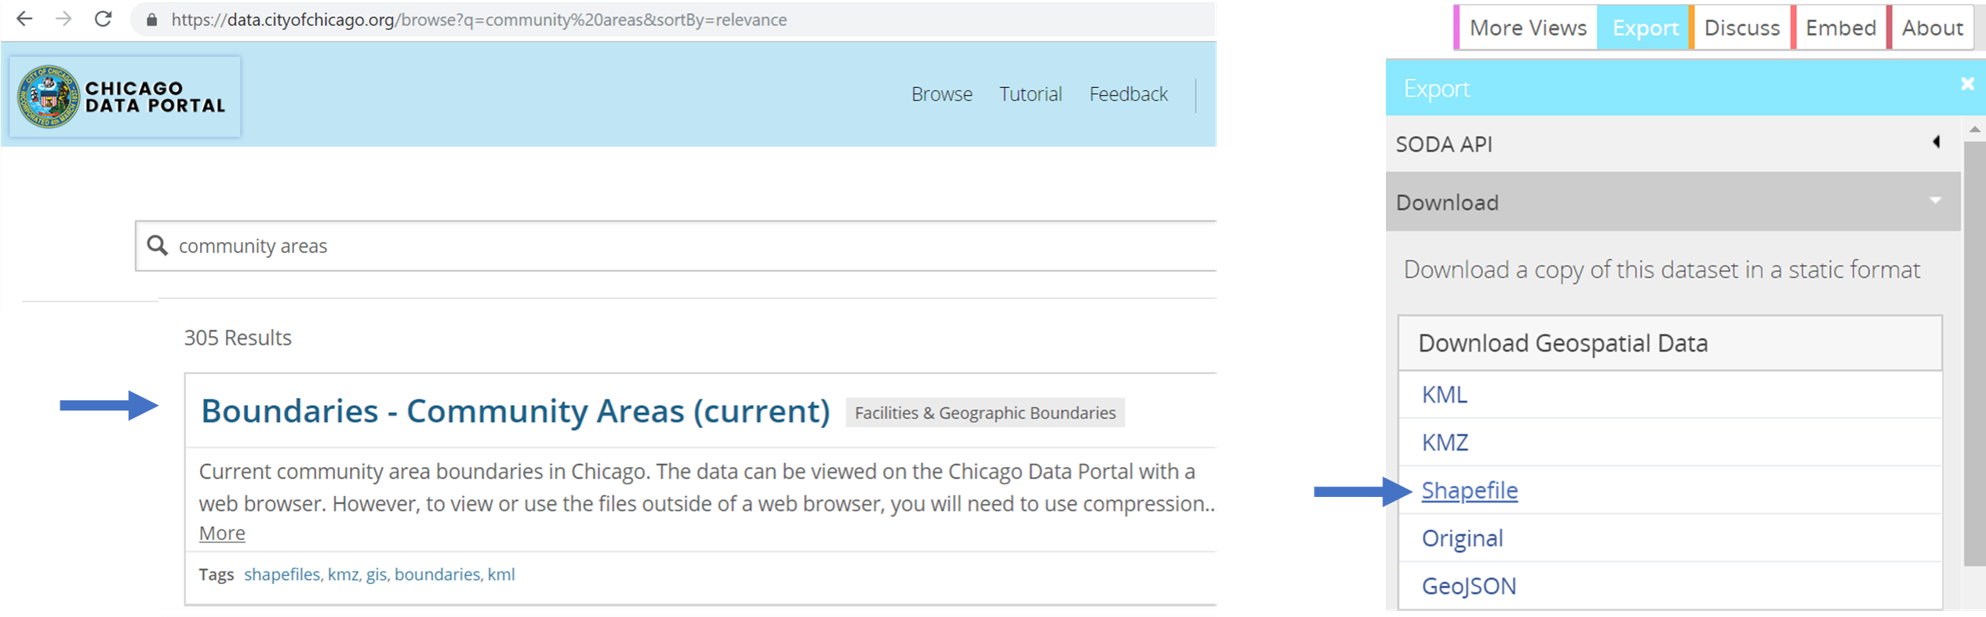 https://data.cityofchicago.org/browse?q=community%20areas&sortBy=relevance
CHICAGO
DATA PORTAL
Browse Tutorial Feedback
community areas
305 Results
Boundaries - Community Areas (current) Facilities & Geographic Boundaries
Current community area boundaries in Chicago. The data can be viewed on the Chicago Data Portal with a
web browser. However, to view or use the files outside of a web browser, you will need to use compression..
More
Tags shapefiles, kmz, gis, boundaries, kml
More Views Export Discuss Embed About
Export
SODA API
Download
Download a copy of this dataset in a static format
Download Geospatial Data
KML
KMZ
Shapefile
Original
GeoJSON